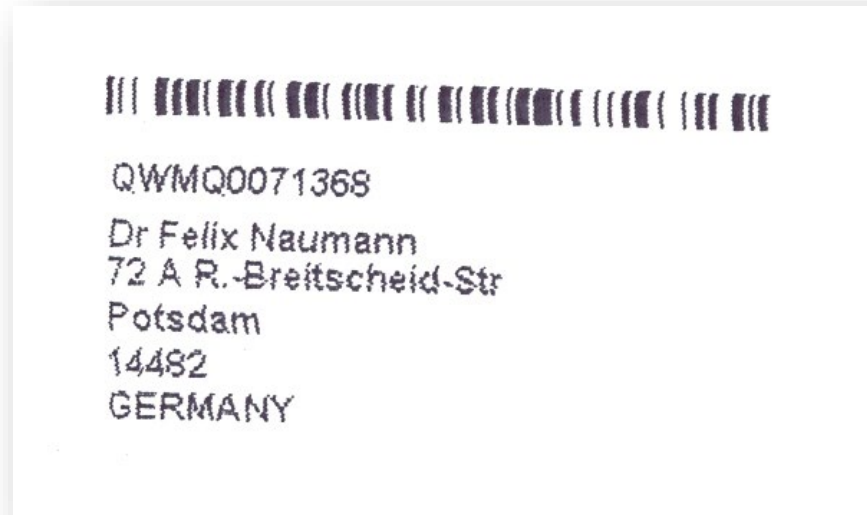 QWMQ0071368
Dr Felix Naumann
72 A R.-Breitscheid-Str
Potsdam
14482
GERMANY